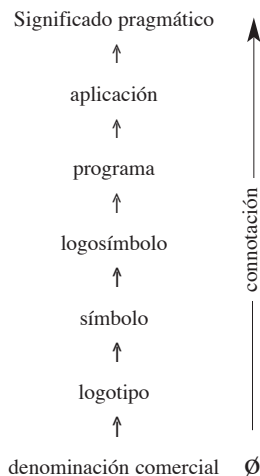 Significado pragmático
aplicación
programa
logosímbolo
símbolo
logotipo
denominación comercial ø
connotación